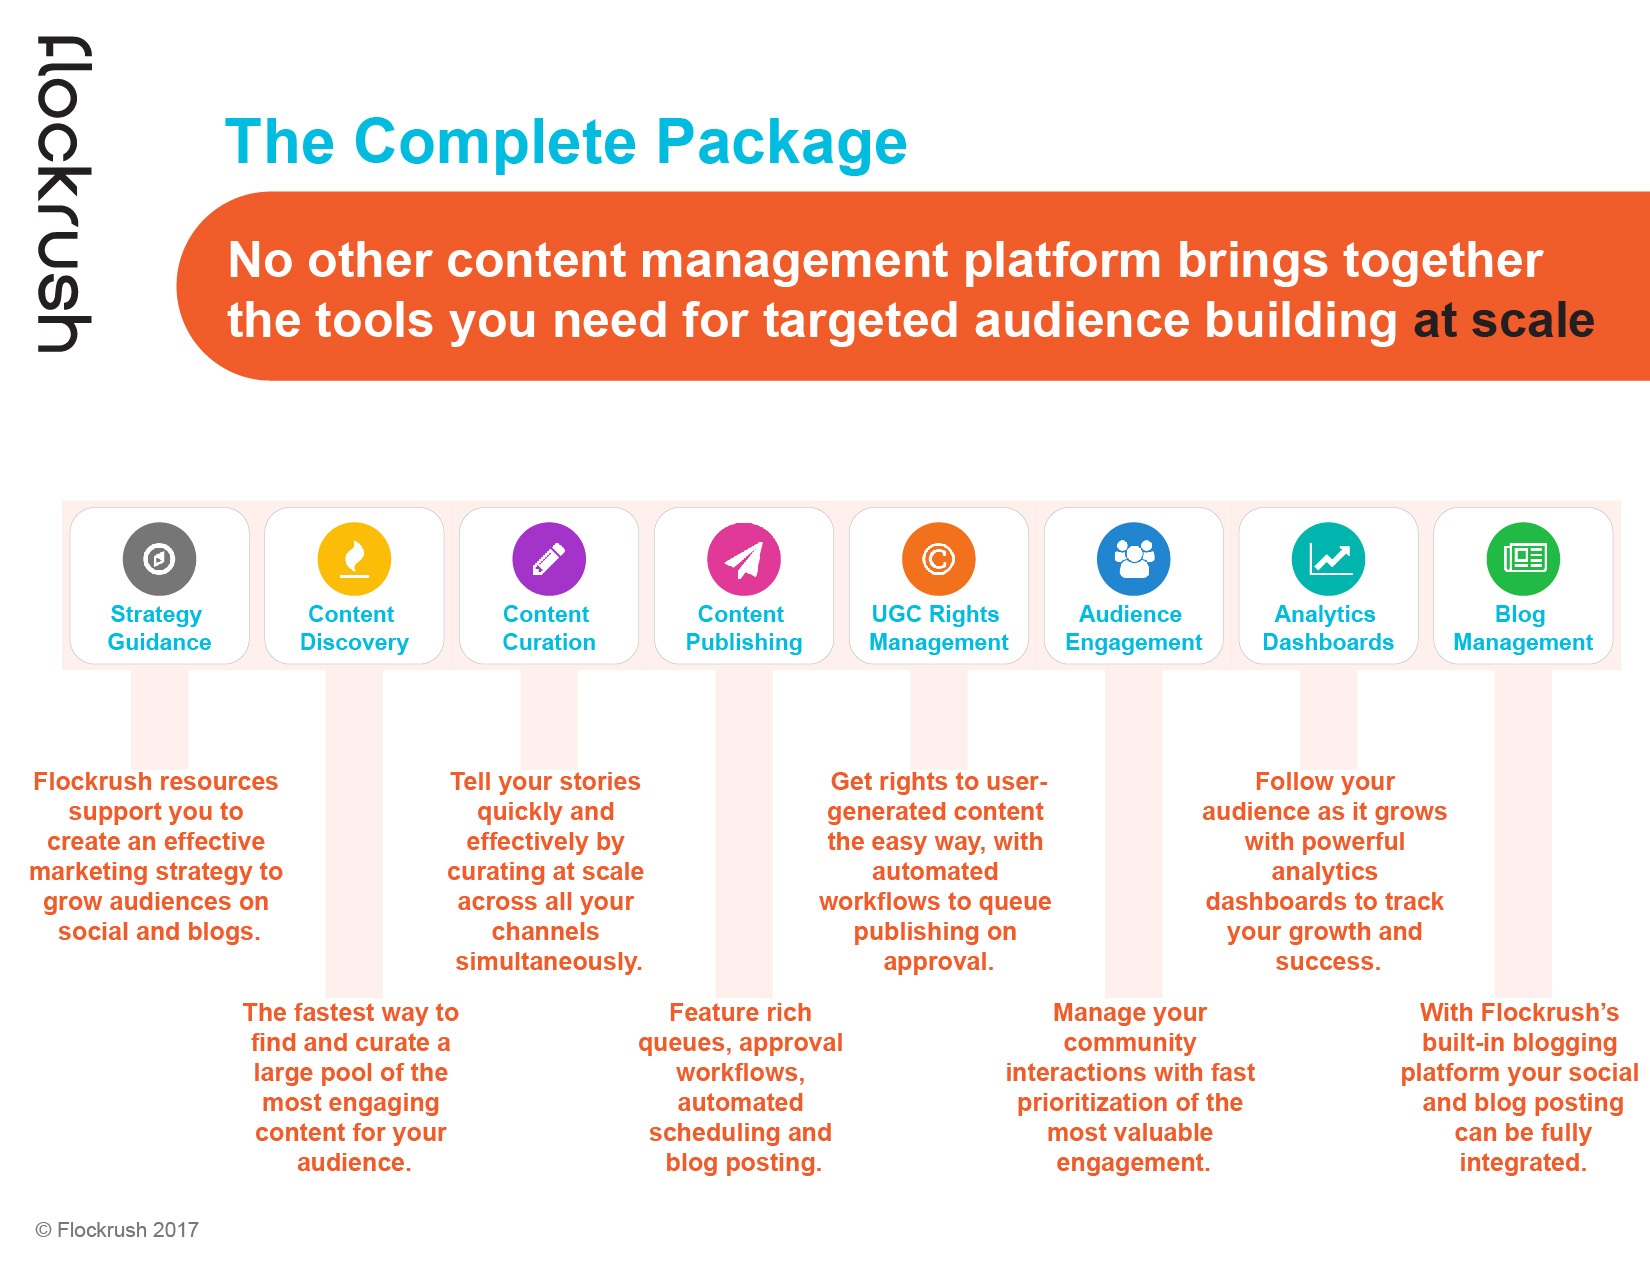 flockrush
The Complete Package
No other content management platform brings together
the tools you need for targeted audience building at scale
Strategy
Guidance
Content
Discovery
Content
Curation
Content
Publishing
UGC Rights
Management
Audience
Engagement
Analytics
Dashboards
Blog
Management
Flockrush resources
support you to
create an effective
marketing strategy to
grow audiences on
social and blogs.
The fastest way to
find and curate a
large pool of the
most engaging
content for your
audience.
Tell your stories
quickly and
effectively by
curating at scale
across all your
channels
simultaneously.
Feature rich
queues, approval
workflows,
automated
scheduling and
blog posting.
Get rights to user-
generated content
the easy way, with
automated
workflows to queue
publishing on
approval.
Manage your
community
interactions with fast
prioritization of the
most valuable
engagement.
Follow your
audience as it grows
with powerful
analytics
dashboards to track
your growth and
success.
With Flockrush’s
built-in blogging
platform your social
and blog posting
can be fully
integrated.
© Flockrush 2017